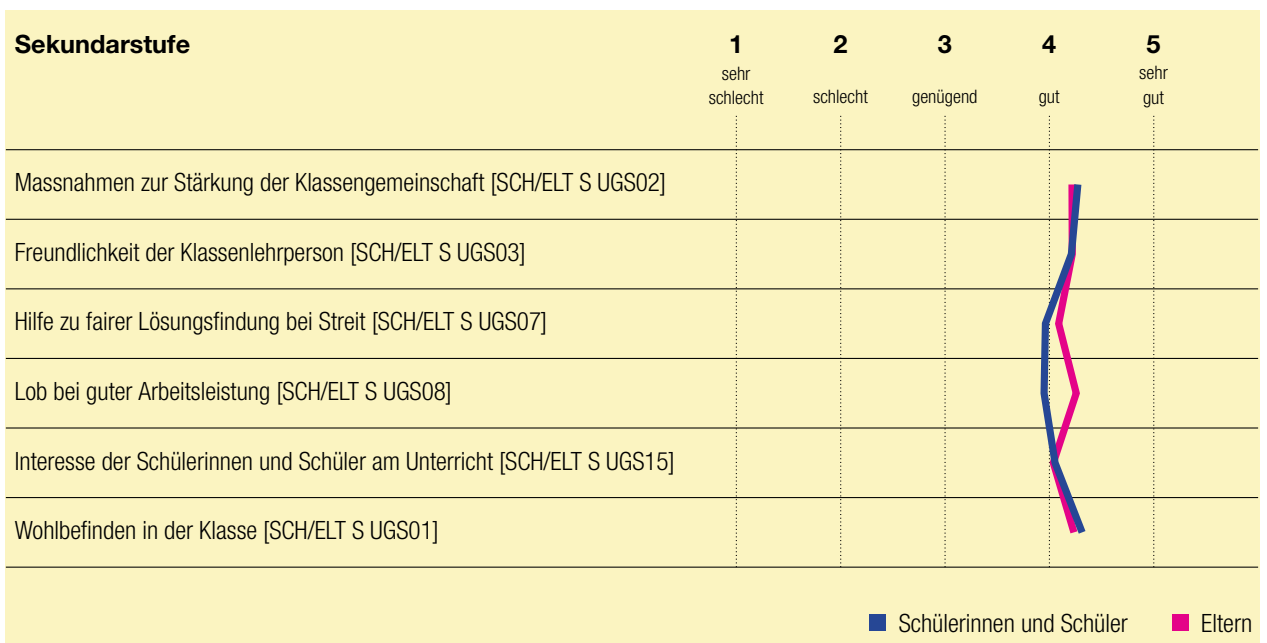 Sekundarstufe 1 2 3 4 5
sehr schlecht schlecht genügend gut sehr gut
Massnahmen zur Stärkung der Klassengemeinschaft [SCH/ELT S UGS02]
Freundlichkeit der Klassenlehrperson [SCH/ELT S UGS03]
Hilfe zu fairer Lösungsfindung bei Streit [SCH/ELT S UGS07]
Lob bei guter Arbeitsleistung [SCH/ELT S UGS08]
Interesse der Schülerinnen und Schüler am Unterricht [SCH/ELT S UGS15]
Wohlbefinden in der Klasse [SCH/ELT S UGS01]
Schülerinnen und Schüler Eltern